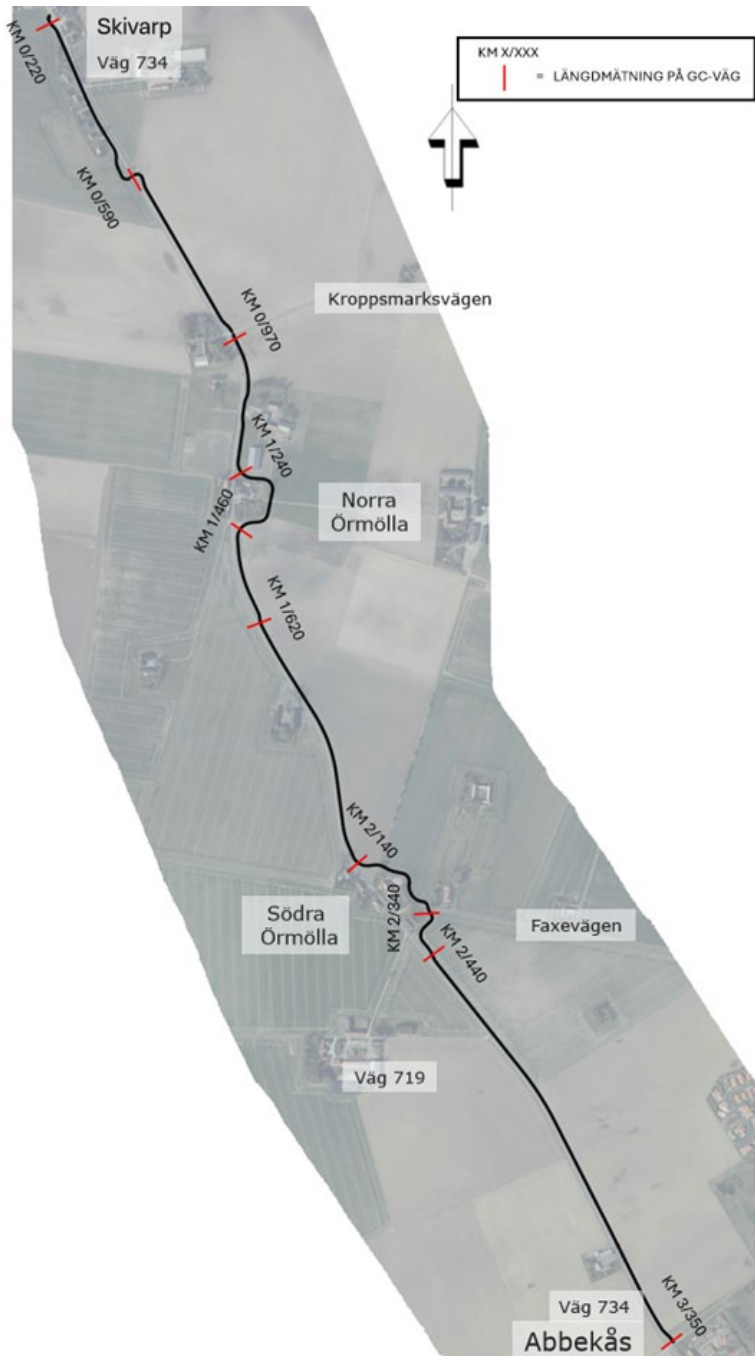 Skivarp
Väg 734
KM X/XXX
= LÄNGDMÄTNING PÅ GC-VÄG
KM 0/220
KM 0/590
Kroppsmarksvägen
KM 0/970
KM 1/240
KM 1/460
Norra
Örmölla
KM 1/620
KM 2/140
Södra
Örmölla
KM 2/340
Faxevägen
KM 2/440
Väg 719
KM 3/350
Väg 734
Abbekås